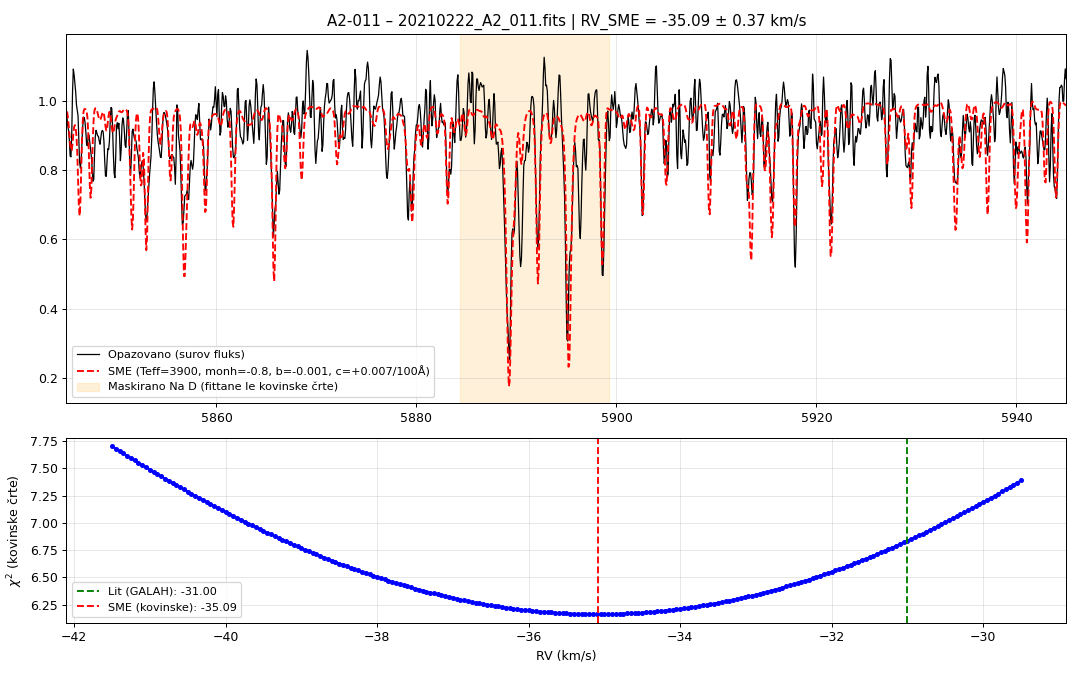 A2-011 – 20210222_A2_011.fits | RV_SME = -35.09 ± 0.37 km/s
1.0
0.8
0.6
0.4
0.2
Opazovano (surov fluks)
SME (Teff=3900, monh=-0.8, b=-0.001, c=+0.007/100Å)
Maskirano Na D (fittane le kovinske črte)
5860 5880 5900 5920 5940
7.75
7.50
7.25
7.00
6.75
6.50
6.25
χ² (kovinske črte)
Lit (GALAH): -31.00
SME (kovinske): -35.09
−42 −40 −38 −36 −34 −32 −30
RV (km/s)